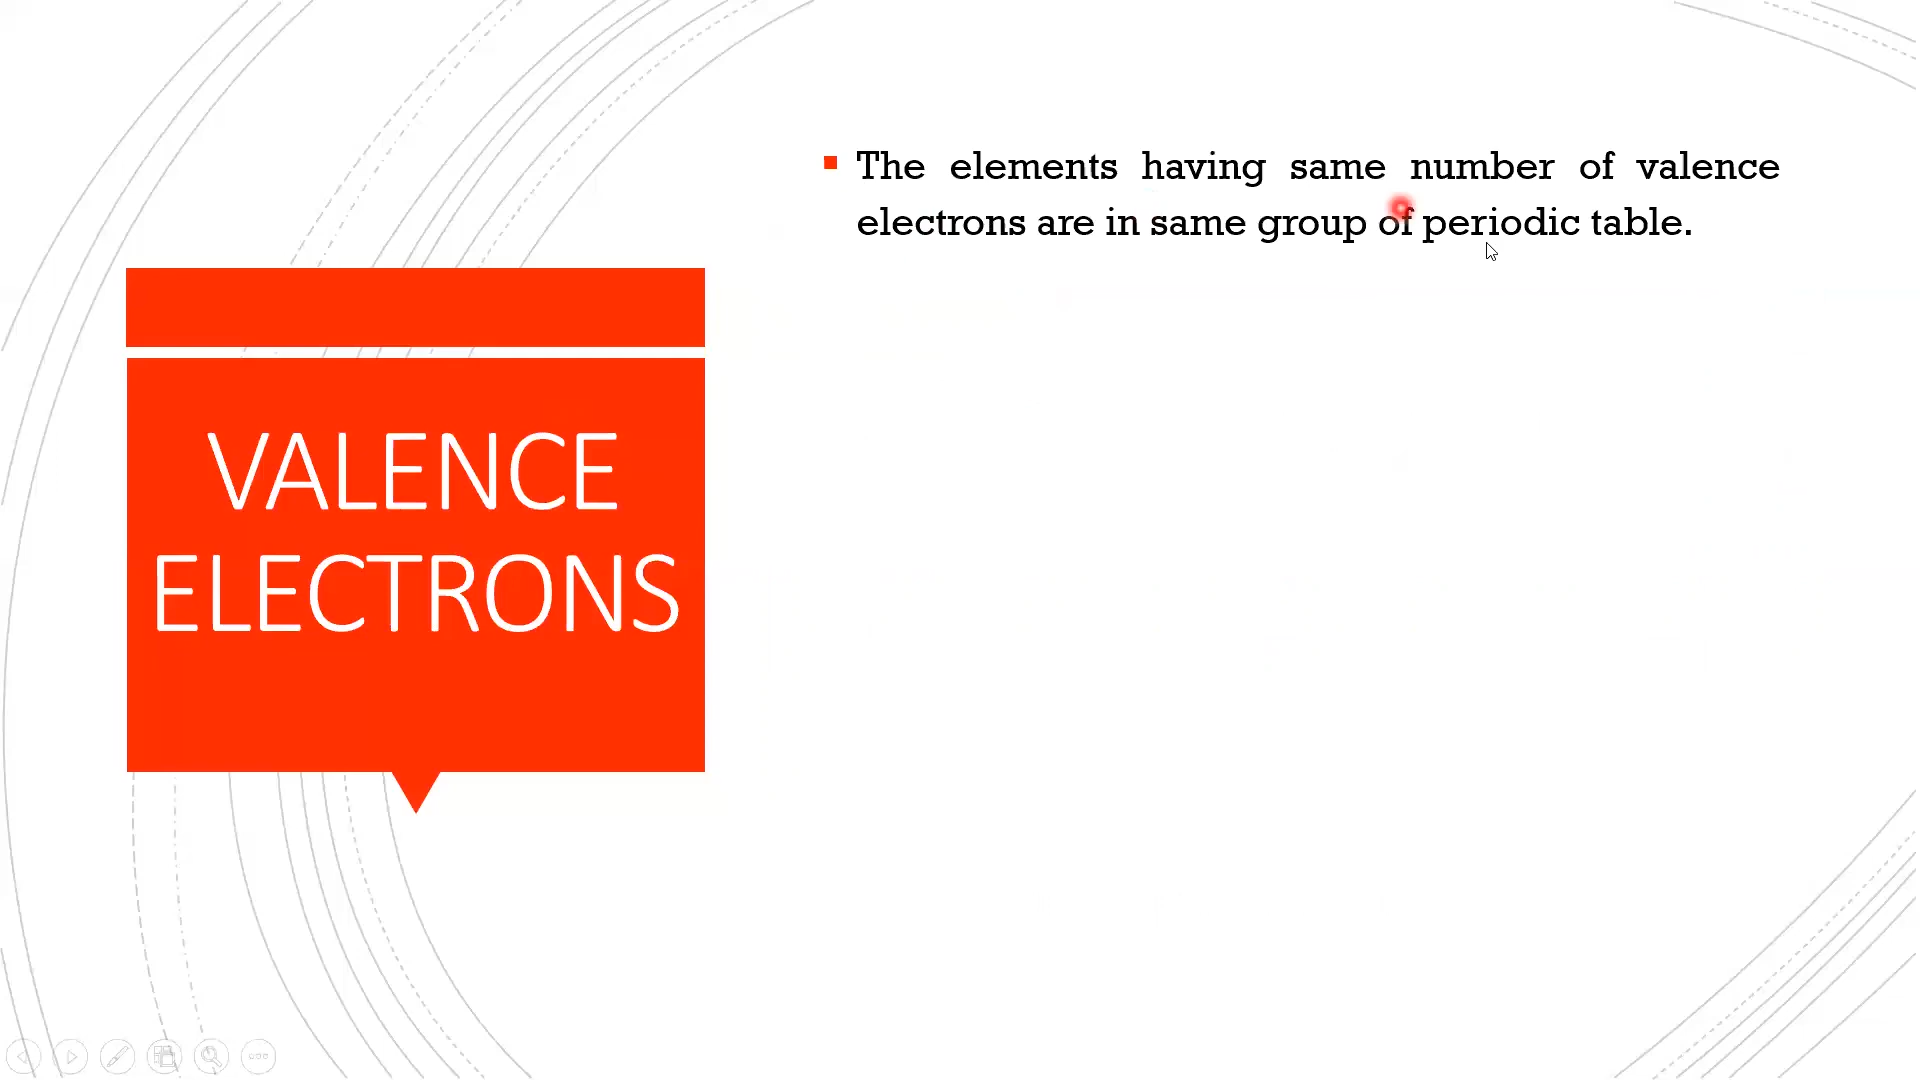 The elements having same number of valence
electrons are in same group of periodic table.
VALENCE
ELECTRONS